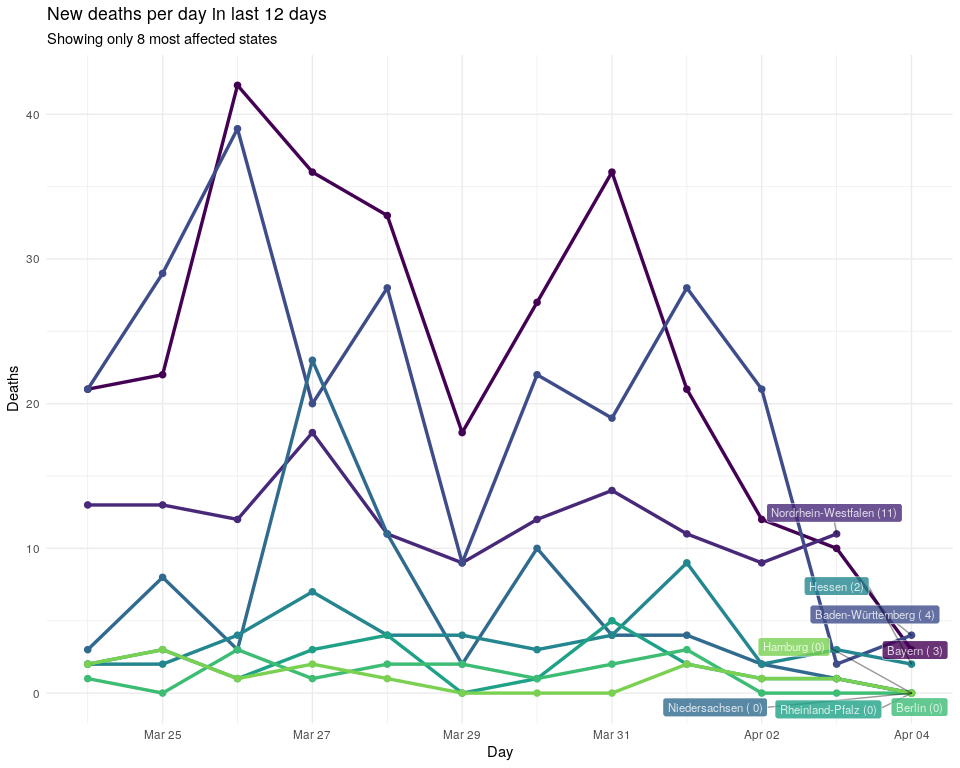 New deaths per day in last 12 days
Showing only 8 most affected states
Deaths
40
30
20
10
0
Nordrhein-Westfalen (11)
Hessen (2)
Baden-Württemberg ( 4)
Hamburg (0)
Bayern ( 3)
Niedersachsen ( 0)
Rheinland-Pfalz (0)
Berlin (0)
Mar 25
Mar 27
Mar 29
Mar 31
Apr 02
Apr 04
Day